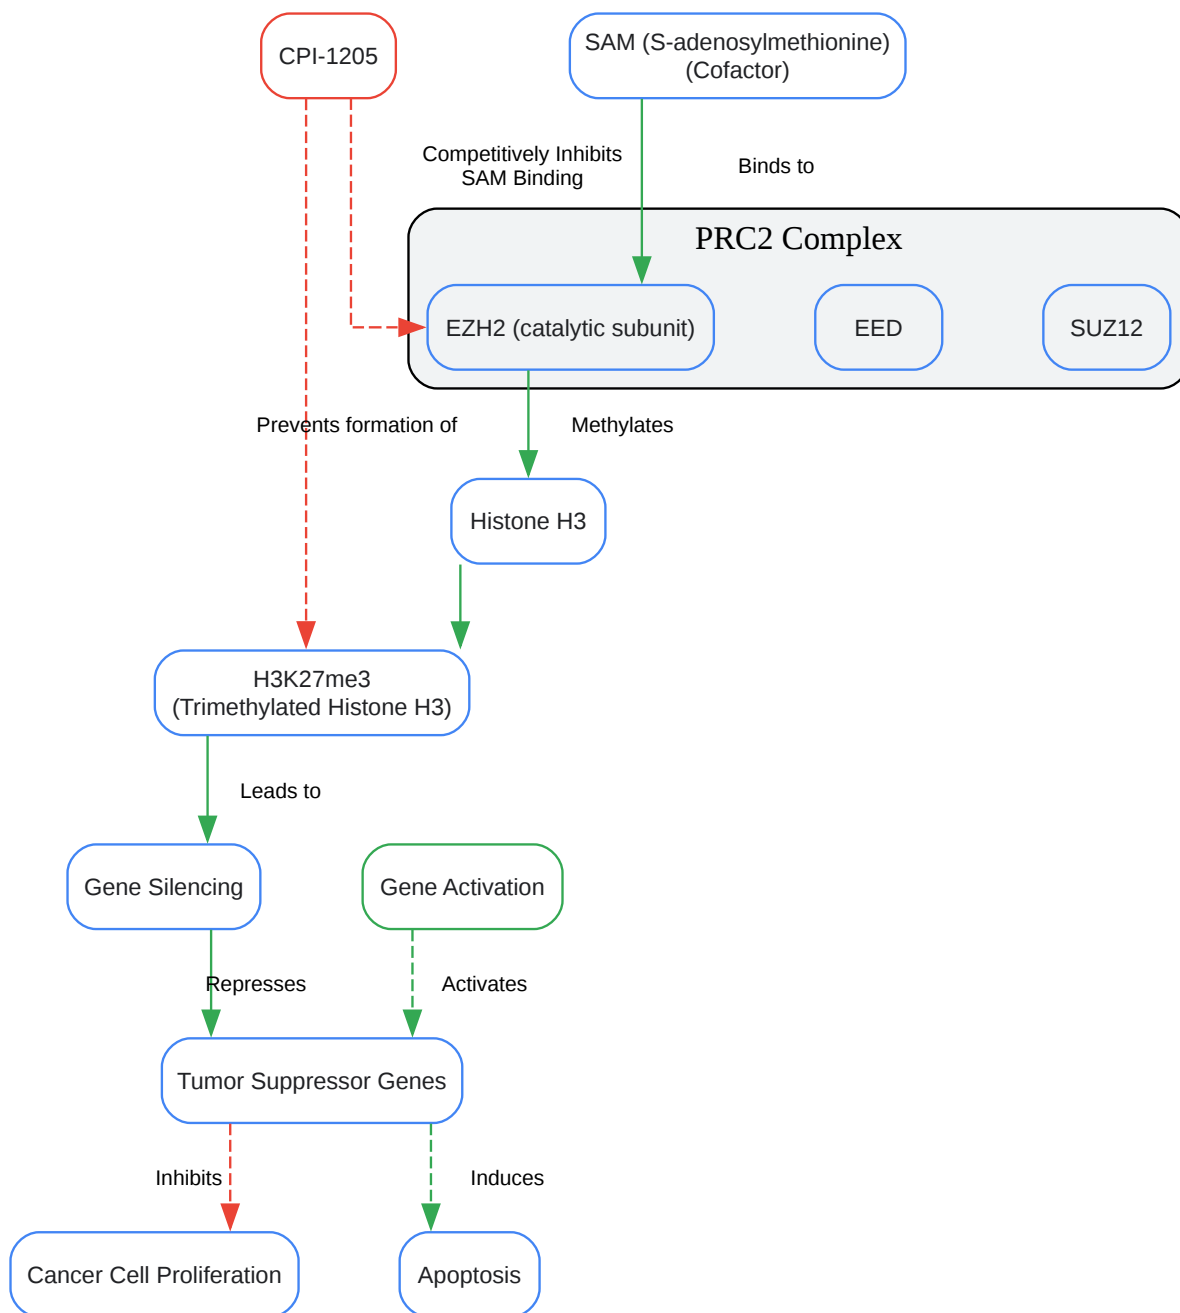 CPI-1205
SAM (S-adenosylmethionine)
(Cofactor)
Competitively Inhibits
SAM Binding
Binds to
PRC2 Complex
EZH2 (catalytic subunit)
EED
SUZ12
Prevents formation of
Methylates
Histone H3
H3K27me3
(Trimethylated Histone H3)
Leads to
Gene Silencing
Gene Activation
Represses
Activates
Tumor Suppressor Genes
Inhibits
Induces
Cancer Cell Proliferation
Apoptosis